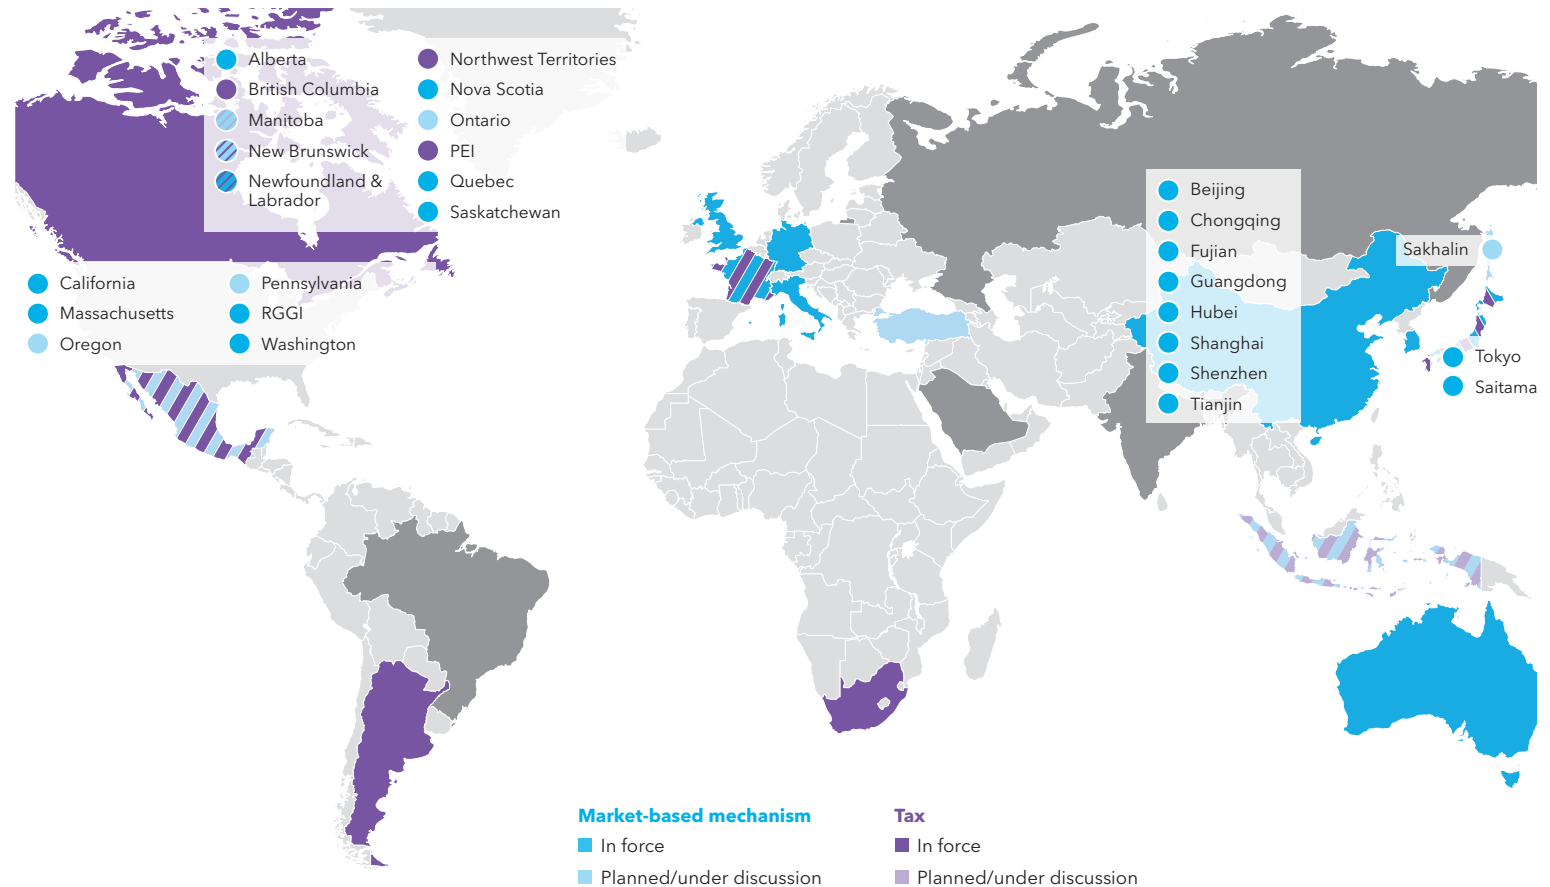 Alberta
British Columbia
Manitoba
New Brunswick
Newfoundland &
Labrador
Northwest Territories
Nova Scotia
Ontario
PEI
Quebec
Saskatchewan
California
Massachusetts
Oregon
Pennsylvania
RGGI
Washington
Beijing
Chongqing
Fujian
Guangdong
Hubei
Shanghai
Shenzhen
Tianjin
Sakhalin
Tokyo
Saitama
Market-based mechanism
In force
Planned/under discussion
Tax
In force
Planned/under discussion